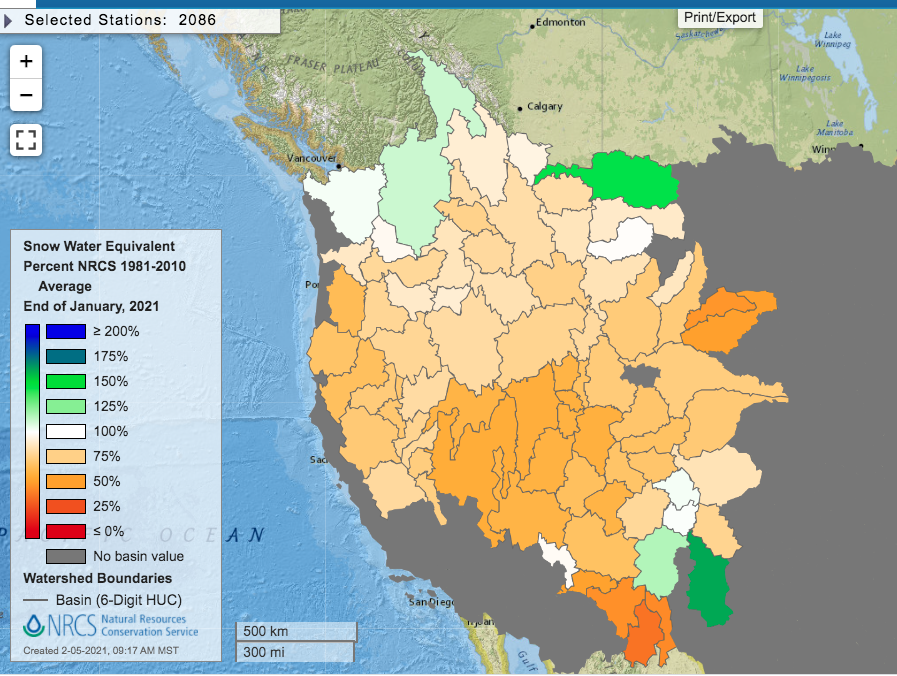 Selected Stations: 2086
Print/Export
+
−
Edmonton
Calgary
FRASER PLATEAU
Lake
Winnipeg
Lake
Winnipegosis
Lake
Manitoba
Winn
Vancouver
Por
Sac
San Diego
Gulf
OCEAN
Snow Water Equivalent
Percent NRCS 1981-2010
Average
End of January, 2021
≥ 200%
175%
150%
125%
100%
75%
50%
25%
≤ 0%
No basin value
Watershed Boundaries
Basin (6-Digit HUC)
NRCS
Natural Resources
Conservation Service
Created 2-05-2021, 09:17 AM MST
500 km
300 mi